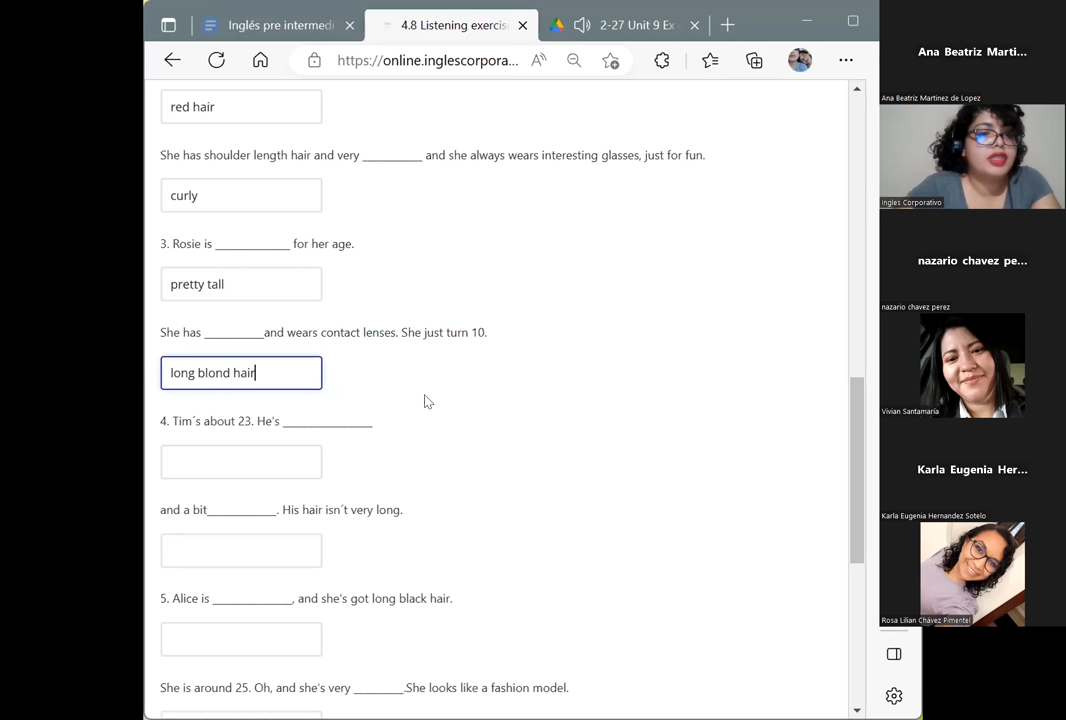 Inglés pre intermedi
4.8 Listening exercis
2-27 Unit 9 Ex
https://online.inglescorpora...
red hair
She has shoulder length hair and very __________ and she always wears interesting glasses, just for fun.
curly
3. Rosie is _____________ for her age.
pretty tall
She has __________and wears contact lenses. She just turn 10.
long blond hair
4. Tim´s about 23. He's _______________
and a bit____________. His hair isn´t very long.
5. Alice is ______________, and she's got long black hair.
She is around 25. Oh, and she's very _________.She looks like a fashion model.
Ana Beatriz Marti...
Ana Beatriz Martinez de Lopez
Ingles Corporativo
nazario chavez pe...
nazario chavez perez
Vivian Santamaría
Karla Eugenia Her...
Karla Eugenia Hernandez Sotelo
Rosa Lilian Chávez Pimentel